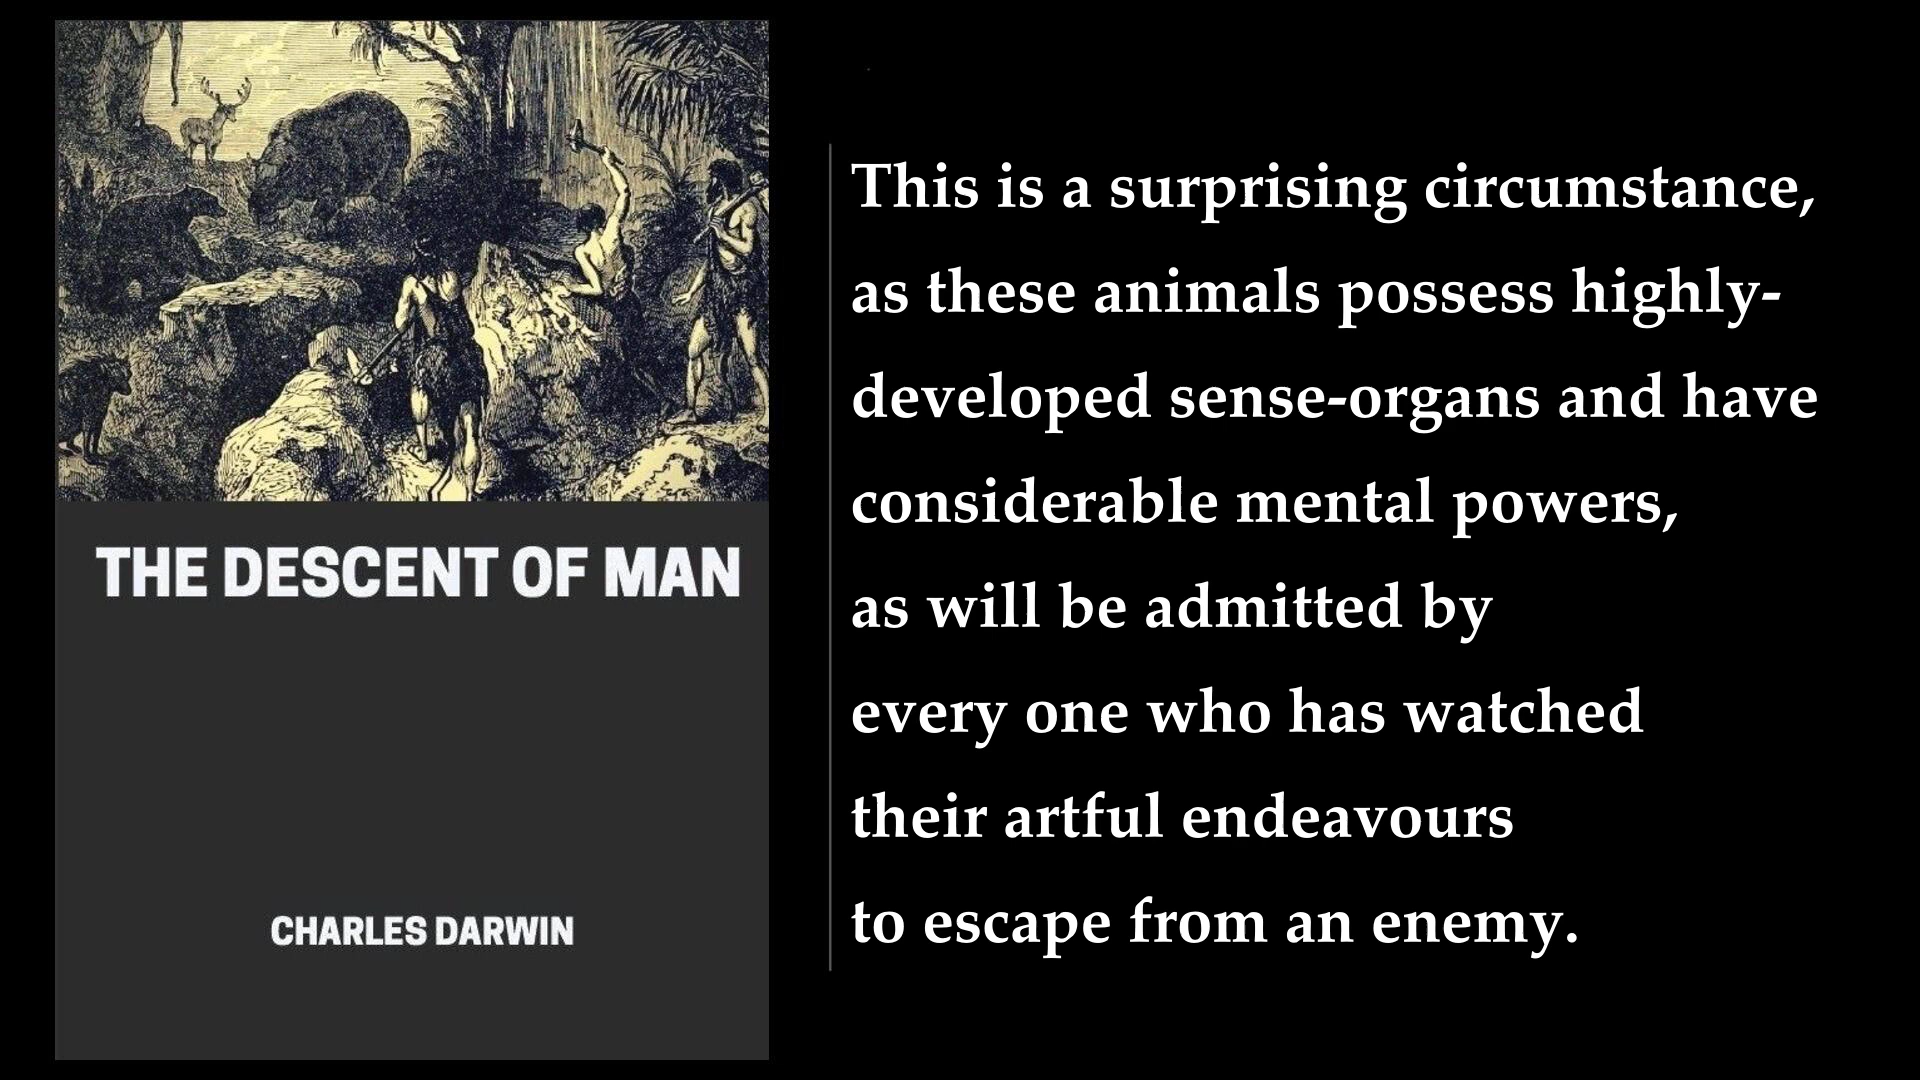 THE DESCENT OF MAN
CHARLES DARWIN
This is a surprising circumstance,
as these animals possess highly-
developed sense-organs and have
considerable mental powers,
as will be admitted by
every one who has watched
their artful endeavours
to escape from an enemy.